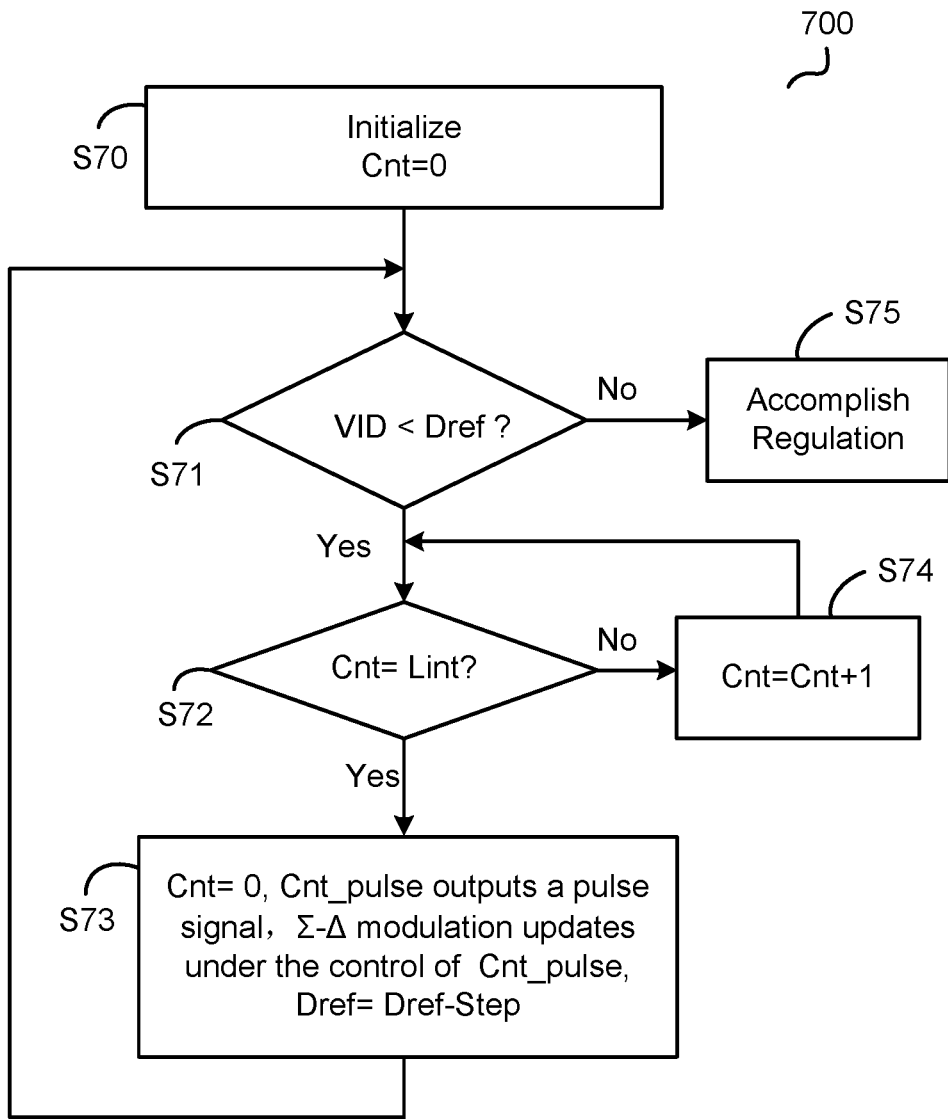 700
S70
Initialize
Cnt=0
S75
Accomplish
Regulation
No
VID < Dref ?
S71
Yes
S74
Cnt=Cnt+1
No
Cnt= Lint?
S72
Yes
S73
Cnt= 0, Cnt_pulse outputs a pulse
signal, Σ-Δ modulation updates
under the control of Cnt_pulse,
Dref= Dref-Step